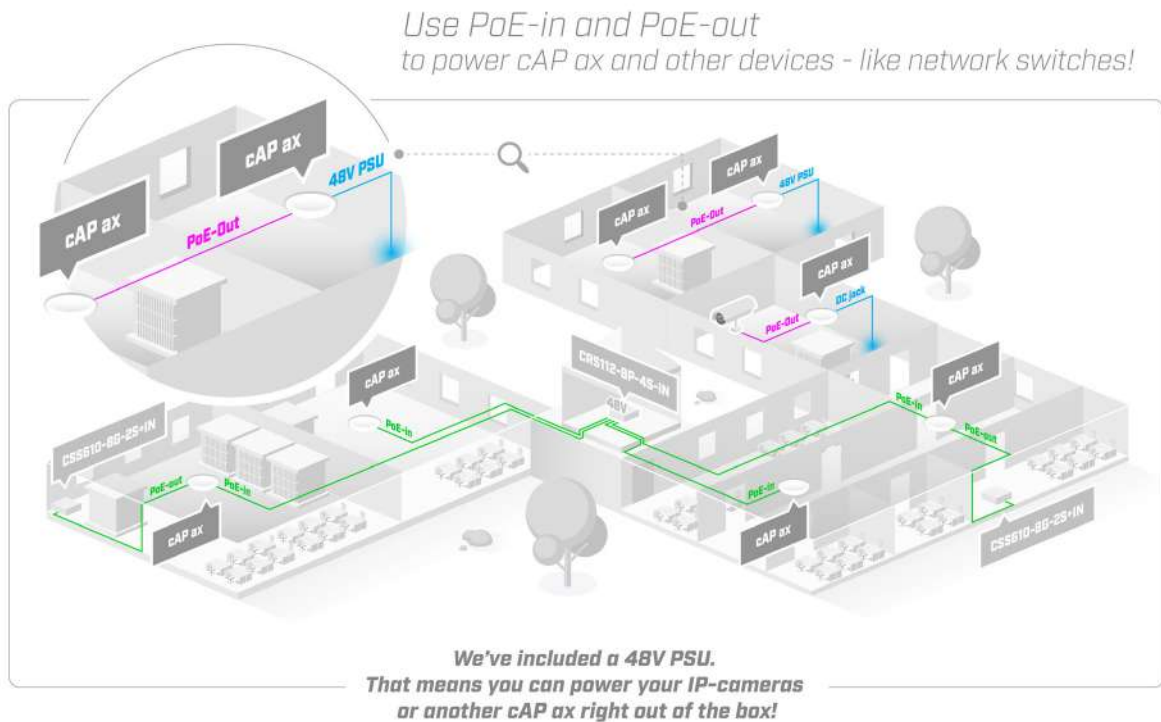 Use PoE-in and PoE-out
to power cAP ax and other devices - like network switches!
cAP ax
48V PSU
cAP ax
PoE-Out
cAP ax
48V PSU
cAP ax
PoE-Out
cAP ax
DC jack
PoE-Out
CRS112-8P-4S-IN
48V
cAP ax
PoE-in
cAP ax
PoE-in
PoE-out
CSS610-8G-2S+IN
PoE-out
PoE-in
cAP ax
PoE-in
cAP ax
CSS610-8G-2S+IN
We've included a 48V PSU.
That means you can power your IP-cameras
or another cAP ax right out of the box!